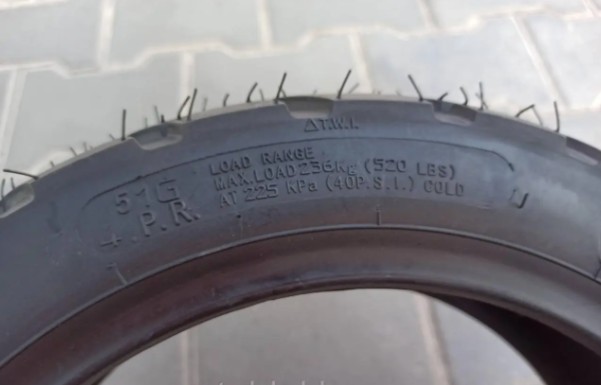 △T.W.I.
51G
P.R.
LOAD RANGE
MAX.LOAD 236Kg (520 LBS)
AT 225 KPa (40P.S.I.) COLD